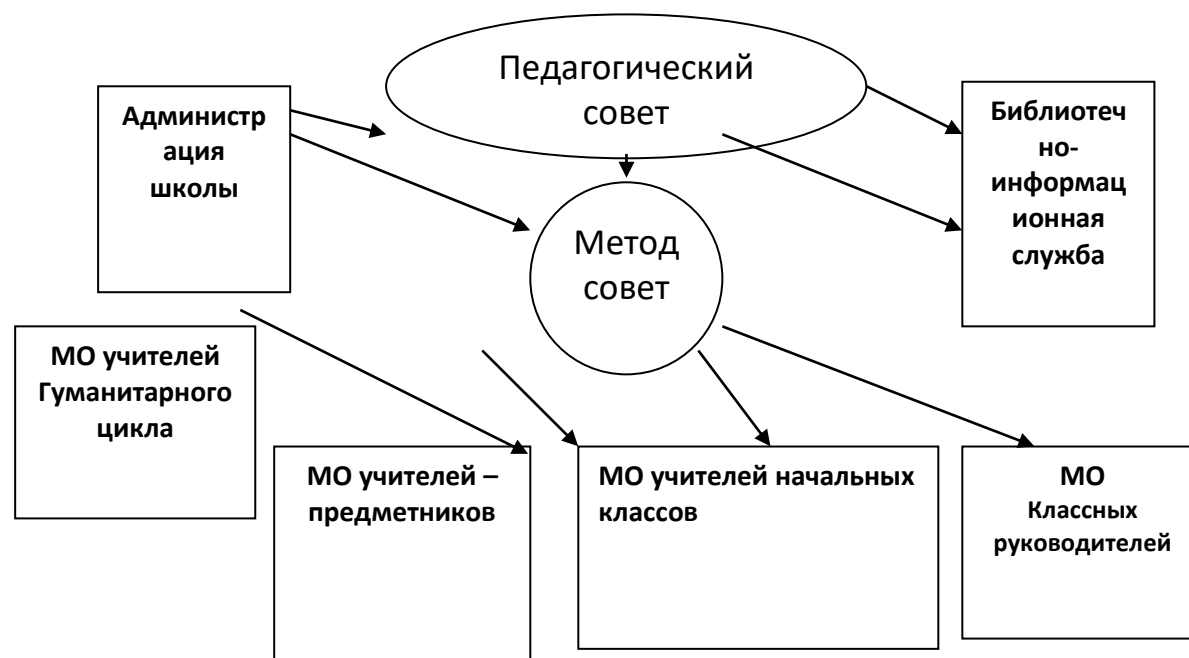 Педагогический
совет
Администр
ация
школы
Библиотеч
но-
информац
ионная
служба
Метод
совет
МО учителей
Гуманитарного
цикла
МО учителей –
предметников
МО учителей начальных
классов
МО
Классных
руководителей